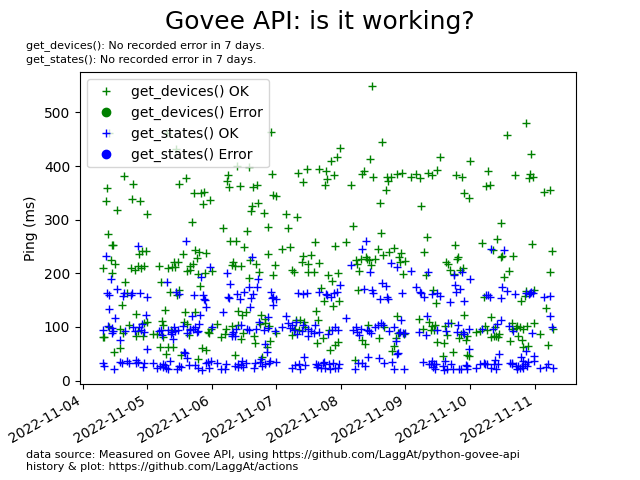 Govee API: is it working?
get_devices(): No recorded error in 7 days.
get_states(): No recorded error in 7 days.
get_devices() OK
get_devices() Error
get_states() OK
get_states() Error
Ping (ms)
500
400
300
200
100
0
2022-11-04
2022-11-05
2022-11-06
2022-11-07
2022-11-08
2022-11-09
2022-11-10
2022-11-11
data source: Measured on Govee API, using https://github.com/LaggAt/python-govee-api
history & plot: https://github.com/LaggAt/actions